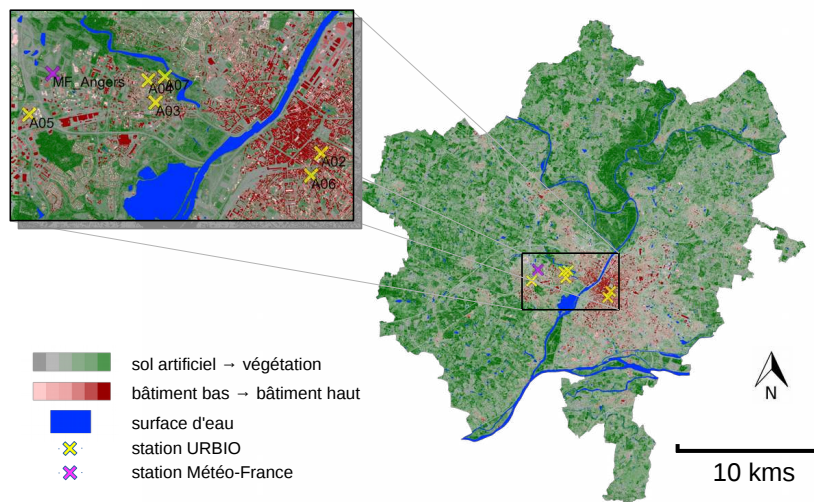 MF_Angers
A07
A04
A03
A05
A02
A06
sol artificiel → végétation
bâtiment bas → bâtiment haut
surface d'eau
station URBIO
station Météo-France
N
10 kms